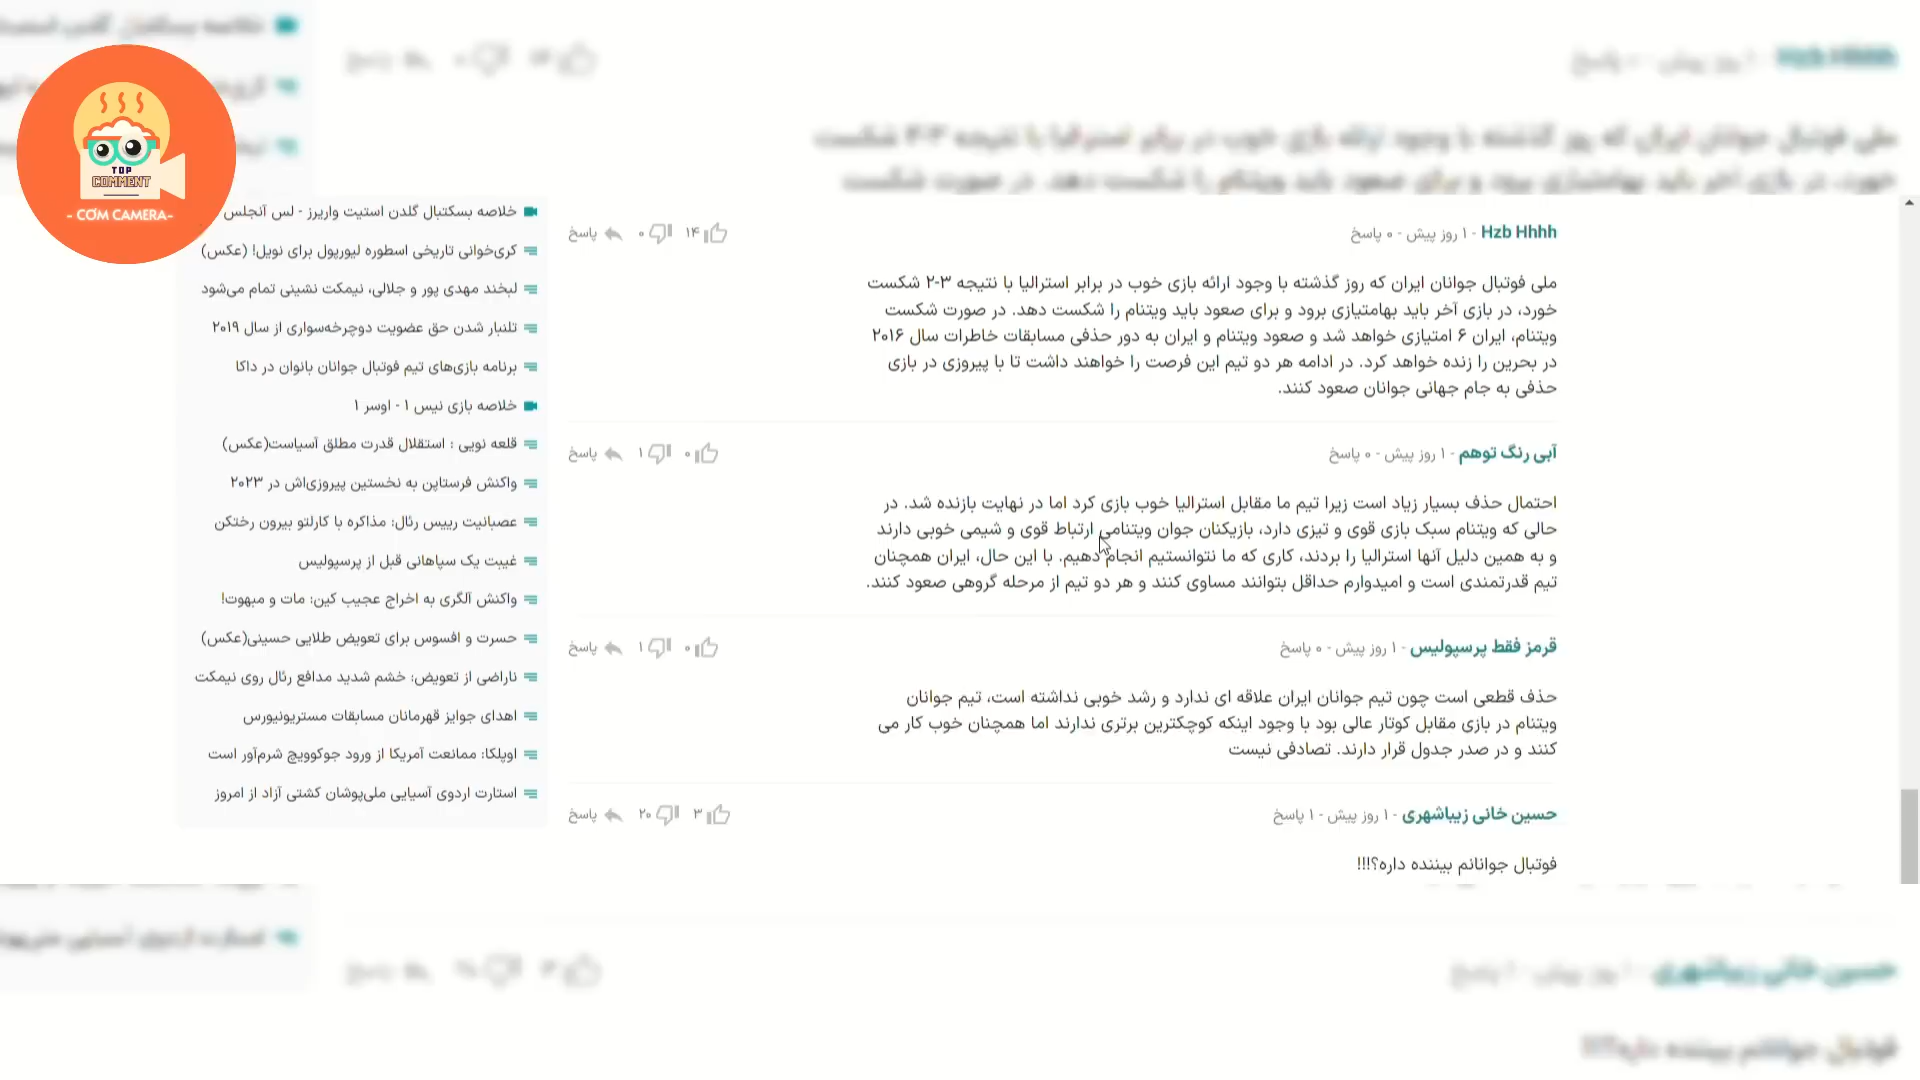 TOP
COMMENT
- CƠM CAMERA-
Hzb Hhhh - ۱ روز پیش - ۰ پاسخ
۱۴ ۰ پاسخ
ملی فوتبال جوانان ایران که روز گذشته با وجود ارائه بازی خوب در برابر استرالیا با نتیجه ۳-۲ شکست
خورد، در بازی آخر باید بهامتیازی برود و برای صعود باید ویتنام را شکست دهد. در صورت شکست
ویتنام، ایران ۶ امتیازی خواهد شد و صعود ویتنام و ایران به دور حذفی مسابقات خاطرات سال ۲۰۱۶
در بحرین را زنده خواهد کرد. در ادامه هر دو تیم این فرصت را خواهند داشت تا با پیروزی در بازی
حذفی به جام جهانی جوانان صعود کنند.
آبی رنگ توهم - ۱ روز پیش - ۰ پاسخ
۰ ۱ پاسخ
احتمال حذف بسیار زیاد است زیرا تیم ما مقابل استرالیا خوب بازی کرد اما در نهایت بازنده شد. در
حالی که ویتنام سبک بازی قوی و تیزی دارد، بازیکنان جوان ویتنامی ارتباط قوی و شیمی خوبی دارند
و به همین دلیل آنها استرالیا را بردند، کاری که ما نتوانستیم انجام دهیم. با این حال، ایران همچنان
تیم قدرتمندی است و امیدوارم حداقل بتوانند مساوی کنند و هر دو تیم از مرحله گروهی صعود کنند.
قرمز فقط پرسپولیس - ۱ روز پیش - ۰ پاسخ
۰ ۱ پاسخ
حذف قطعی است چون تیم جوانان ایران علاقه ای ندارد و رشد خوبی نداشته است، تیم جوانان
ویتنام در بازی مقابل کوتار عالی بود با وجود اینکه کوچکترین برتری ندارند اما همچنان خوب کار می
کنند و در صدر جدول قرار دارند. تصادفی نیست
حسین خانی زیباشهری - ۱ روز پیش - ۱ پاسخ
۳ ۲۰ پاسخ
فوتبال جوانانم بیننده داره؟!!!
خلاصه بسکتبال گلدن استیت واریرز - لس آنجلس
کری‌خوانی تاریخی اسطوره لیورپول برای نویل! (عکس)
لبخند مهدی پور و جلالی، نیمکت نشینی تمام می‌شود
تلنبار شدن حق عضویت دوچرخه‌سواری از سال ۲۰۱۹
برنامه بازی‌های تیم فوتبال جوانان بانوان در داکا
خلاصه بازی نیس ۱ - اوسر ۱
قلعه نویی : استقلال قدرت مطلق آسیاست(عکس)
واکنش فرستاپن به نخستین پیروزی‌اش در ۲۰۲۳
عصبانیت رییس رئال: مذاکره با کارلتو بیرون رختکن
غیبت یک سپاهانی قبل از پرسپولیس
واکنش آلگری به اخراج عجیب کین: مات و مبهوت!
حسرت و افسوس برای تعویض طلایی حسینی(عکس)
ناراضی از تعویض: خشم شدید مدافع رئال روی نیمکت
اهدای جوایز قهرمانان مسابقات مستریونیورس
اوپلکا: ممانعت آمریکا از ورود جوکوویچ شرم‌آور است
استارت اردوی آسیایی ملی‌پوشان کشتی آزاد از امروز